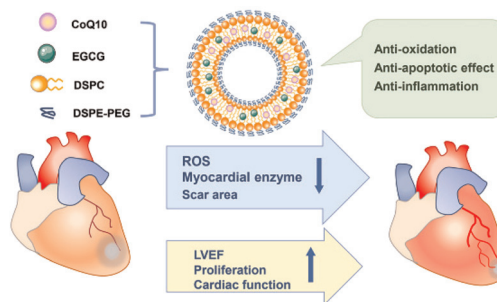 CoQ10
EGCG
DSPC
DSPE-PEG
Anti-oxidation
Anti-apoptotic effect
Anti-inflammation
ROS
Myocardial enzyme
Scar area
LVEF
Proliferation
Cardiac function